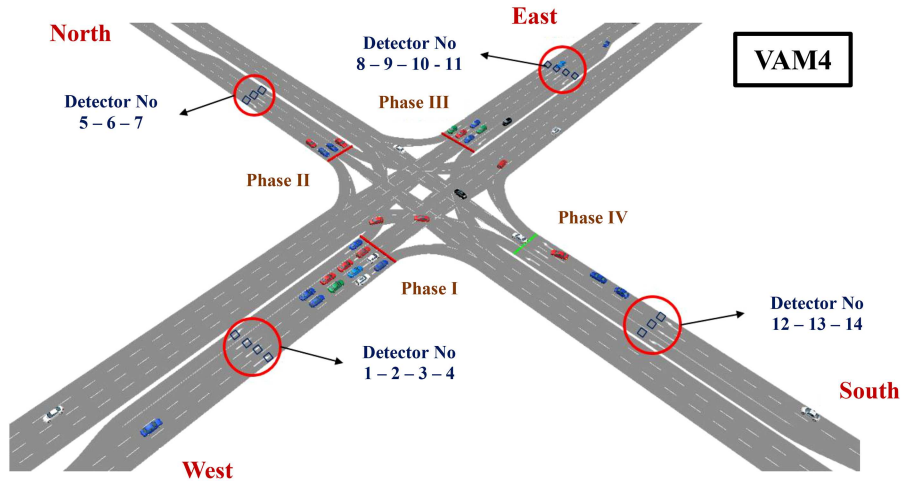 North
East
Detector No
8 – 9 – 10 - 11
VAM4
Detector No
5 – 6 – 7
Phase III
Phase II
Phase IV
Phase I
Detector No
12 – 13 – 14
Detector No
1 – 2 – 3 – 4
South
West